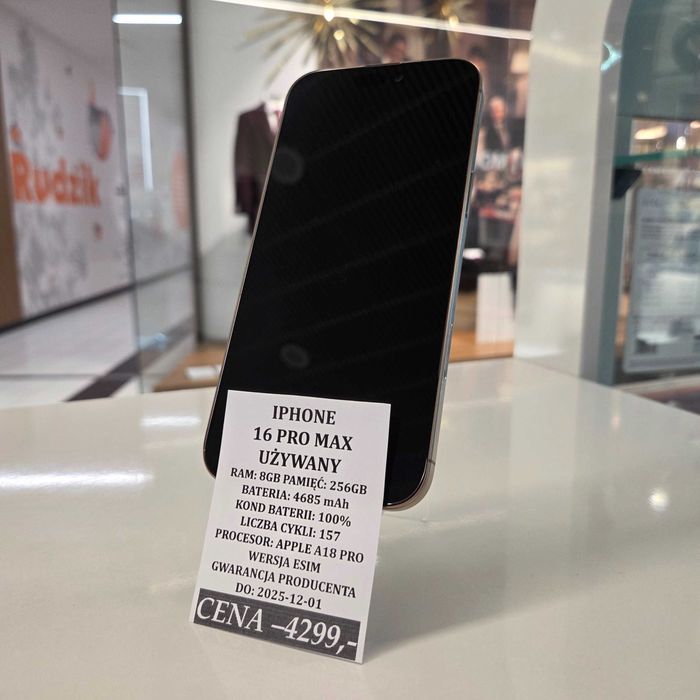 Rudzik
IPHONE
16 PRO MAX
UŻYWANY
RAM: 8GB PAMIĘĆ: 256GB
BATERIA: 4685 mAh
KOND BATERII: 100%
LICZBA CYKLI: 157
PROCESOR: APPLE A18 PRO
WERSJA ESIM
GWARANCJA PRODUCENTA
DO: 2025-12-01
CENA –4299,-